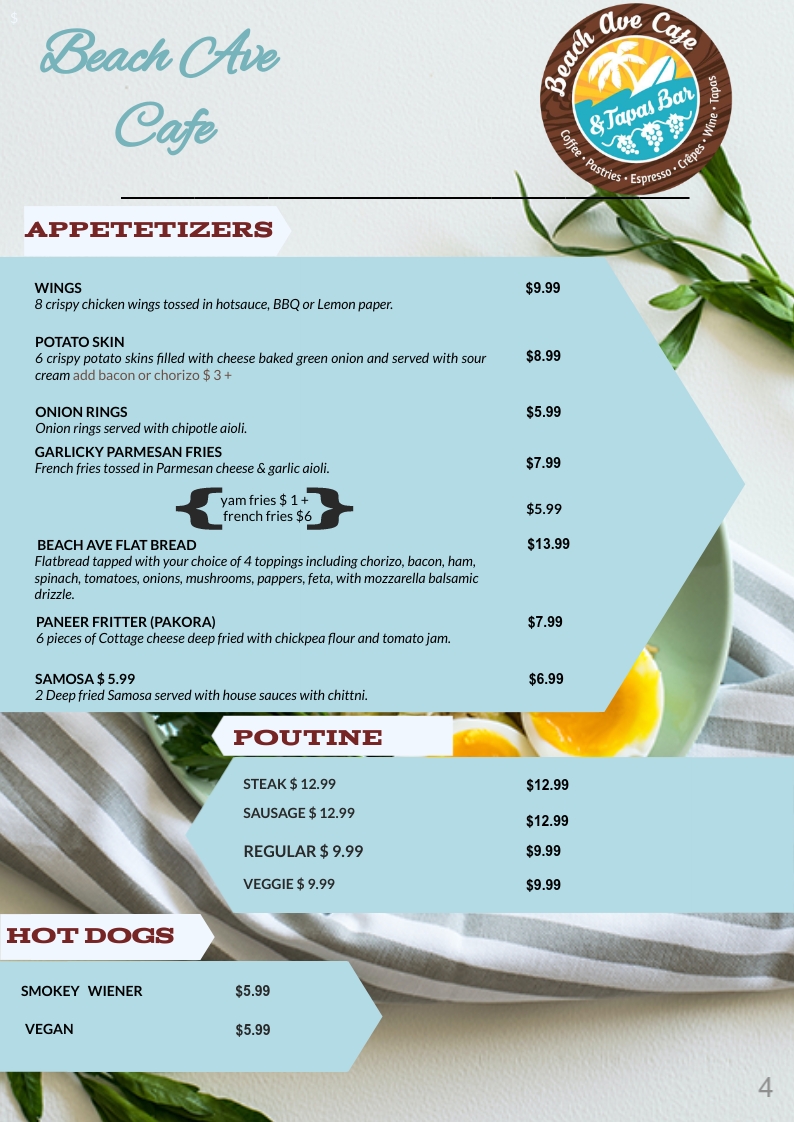 S
Beach Ave
Cafe
Beach Ave Cafe
& Tapas Bar
Coffee • Pastries • Espresso • Crêpes • Wine • Tapas
APPETETIZERS
WINGS $9.99
8 crispy chicken wings tossed in hotsauce, BBQ or Lemon paper.
POTATO SKIN
6 crispy potato skins filled with cheese baked green onion and served with sour $8.99
cream add bacon or chorizo $ 3 +
ONION RINGS $5.99
Onion rings served with chipotle aioli.
GARLICKY PARMESAN FRIES
French fries tossed in Parmesan cheese & garlic aioli. $7.99
{ yam fries $ 1 + }
french fries $6 $5.99
BEACH AVE FLAT BREAD $13.99
Flatbread tapped with your choice of 4 toppings including chorizo, bacon, ham,
spinach, tomatoes, onions, mushrooms, pappers, feta, with mozzarella balsamic
drizzle.
PANEER FRITTER (PAKORA) $7.99
6 pieces of Cottage cheese deep fried with chickpea flour and tomato jam.
SAMOSA $ 5.99 $6.99
2 Deep fried Samosa served with house sauces with chittni.
POUTINE
STEAK $ 12.99 $12.99
SAUSAGE $ 12.99 $12.99
REGULAR $ 9.99 $9.99
VEGGIE $ 9.99 $9.99
HOT DOGS
SMOKEY WIENER $5.99
VEGAN $5.99
4